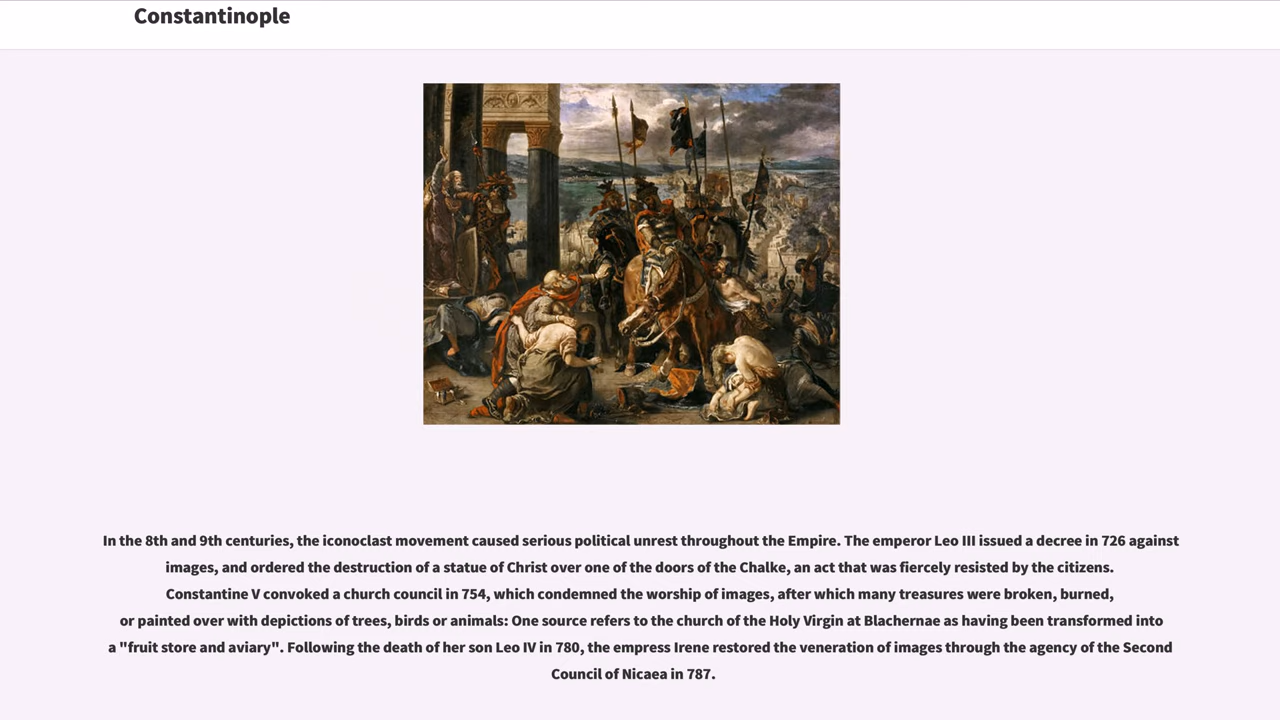 Constantinople
In the 8th and 9th centuries, the iconoclast movement caused serious political unrest throughout the Empire. The emperor Leo III issued a decree in 726 against
images, and ordered the destruction of a statue of Christ over one of the doors of the Chalke, an act that was fiercely resisted by the citizens.
Constantine V convoked a church council in 754, which condemned the worship of images, after which many treasures were broken, burned,
or painted over with depictions of trees, birds or animals: One source refers to the church of the Holy Virgin at Blachernae as having been transformed into
a "fruit store and aviary". Following the death of her son Leo IV in 780, the empress Irene restored the veneration of images through the agency of the Second
Council of Nicaea in 787.